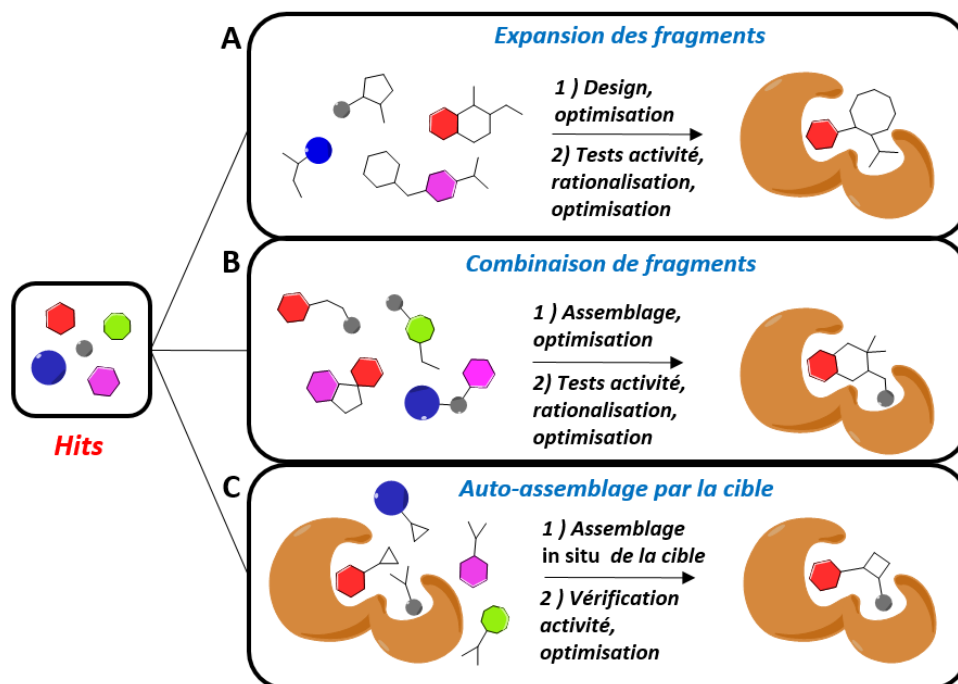 A
Expansion des fragments
1 ) Design,
optimisation
2) Tests activité,
rationalisation,
optimisation
B
Combinaison de fragments
1 ) Assemblage,
optimisation
2) Tests activité,
rationalisation,
optimisation
Hits
C
Auto-assemblage par la cible
1 ) Assemblage
in situ de la cible
2 ) Vérification
activité,
optimisation